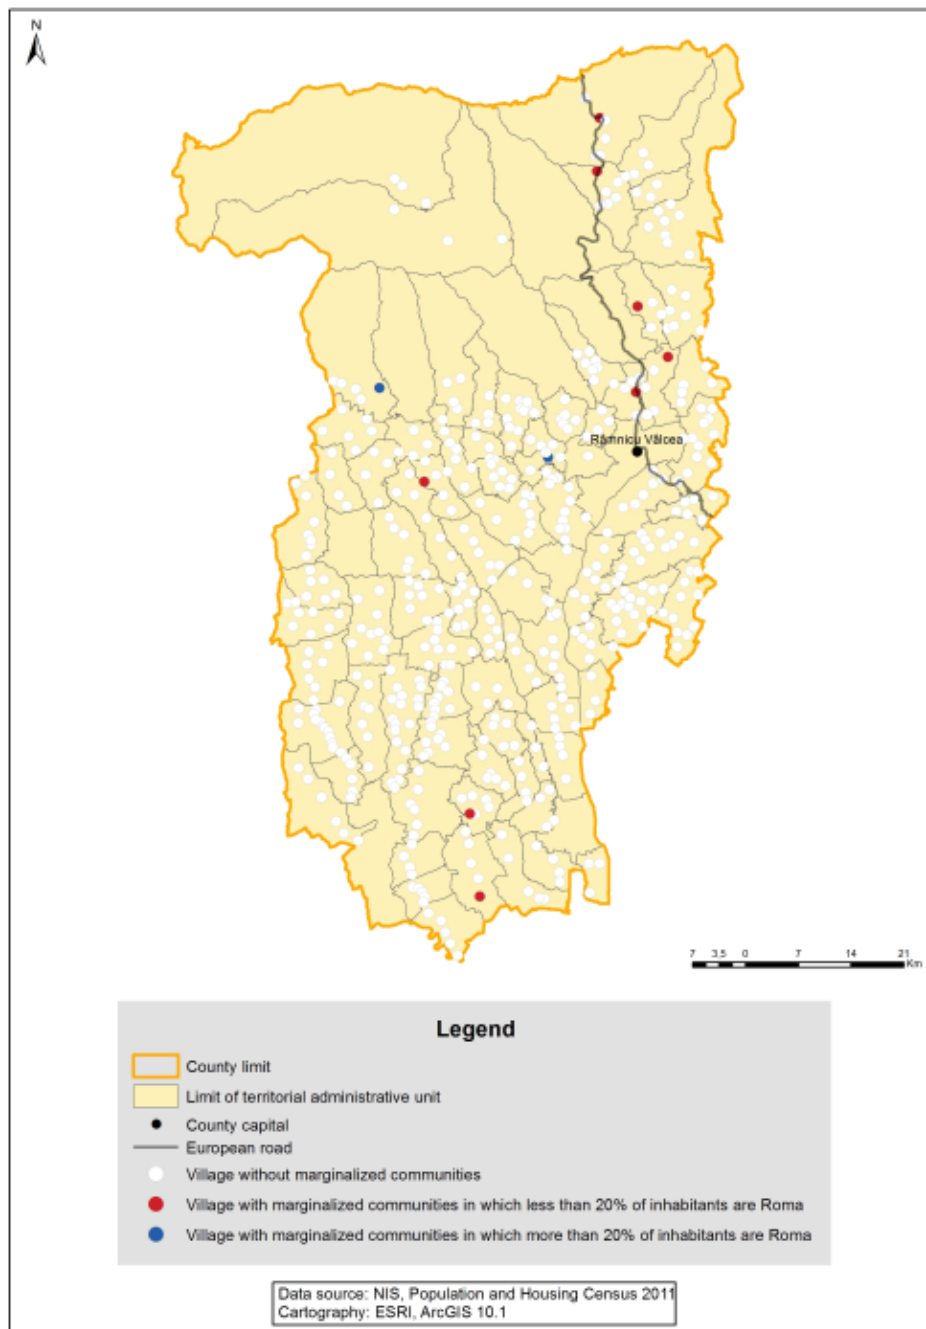 N
Râmnicu Vâlcea
7 3,5 0 7 14 21
Km
Legend
County limit
Limit of territorial administrative unit
County capital
European road
Village without marginalized communities
Village with marginalized communities in which less than 20% of inhabitants are Roma
Village with marginalized communities in which more than 20% of inhabitants are Roma
Data source: NIS, Population and Housing Census 2011
Cartography: ESRI, ArcGIS 10.1